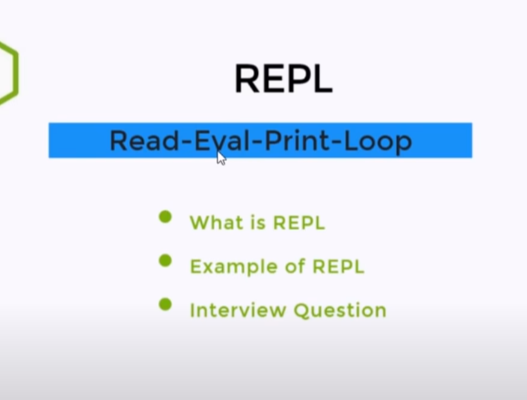 REPL
Read-Eval-Print-Loop
What is REPL
Example of REPL
Interview Question